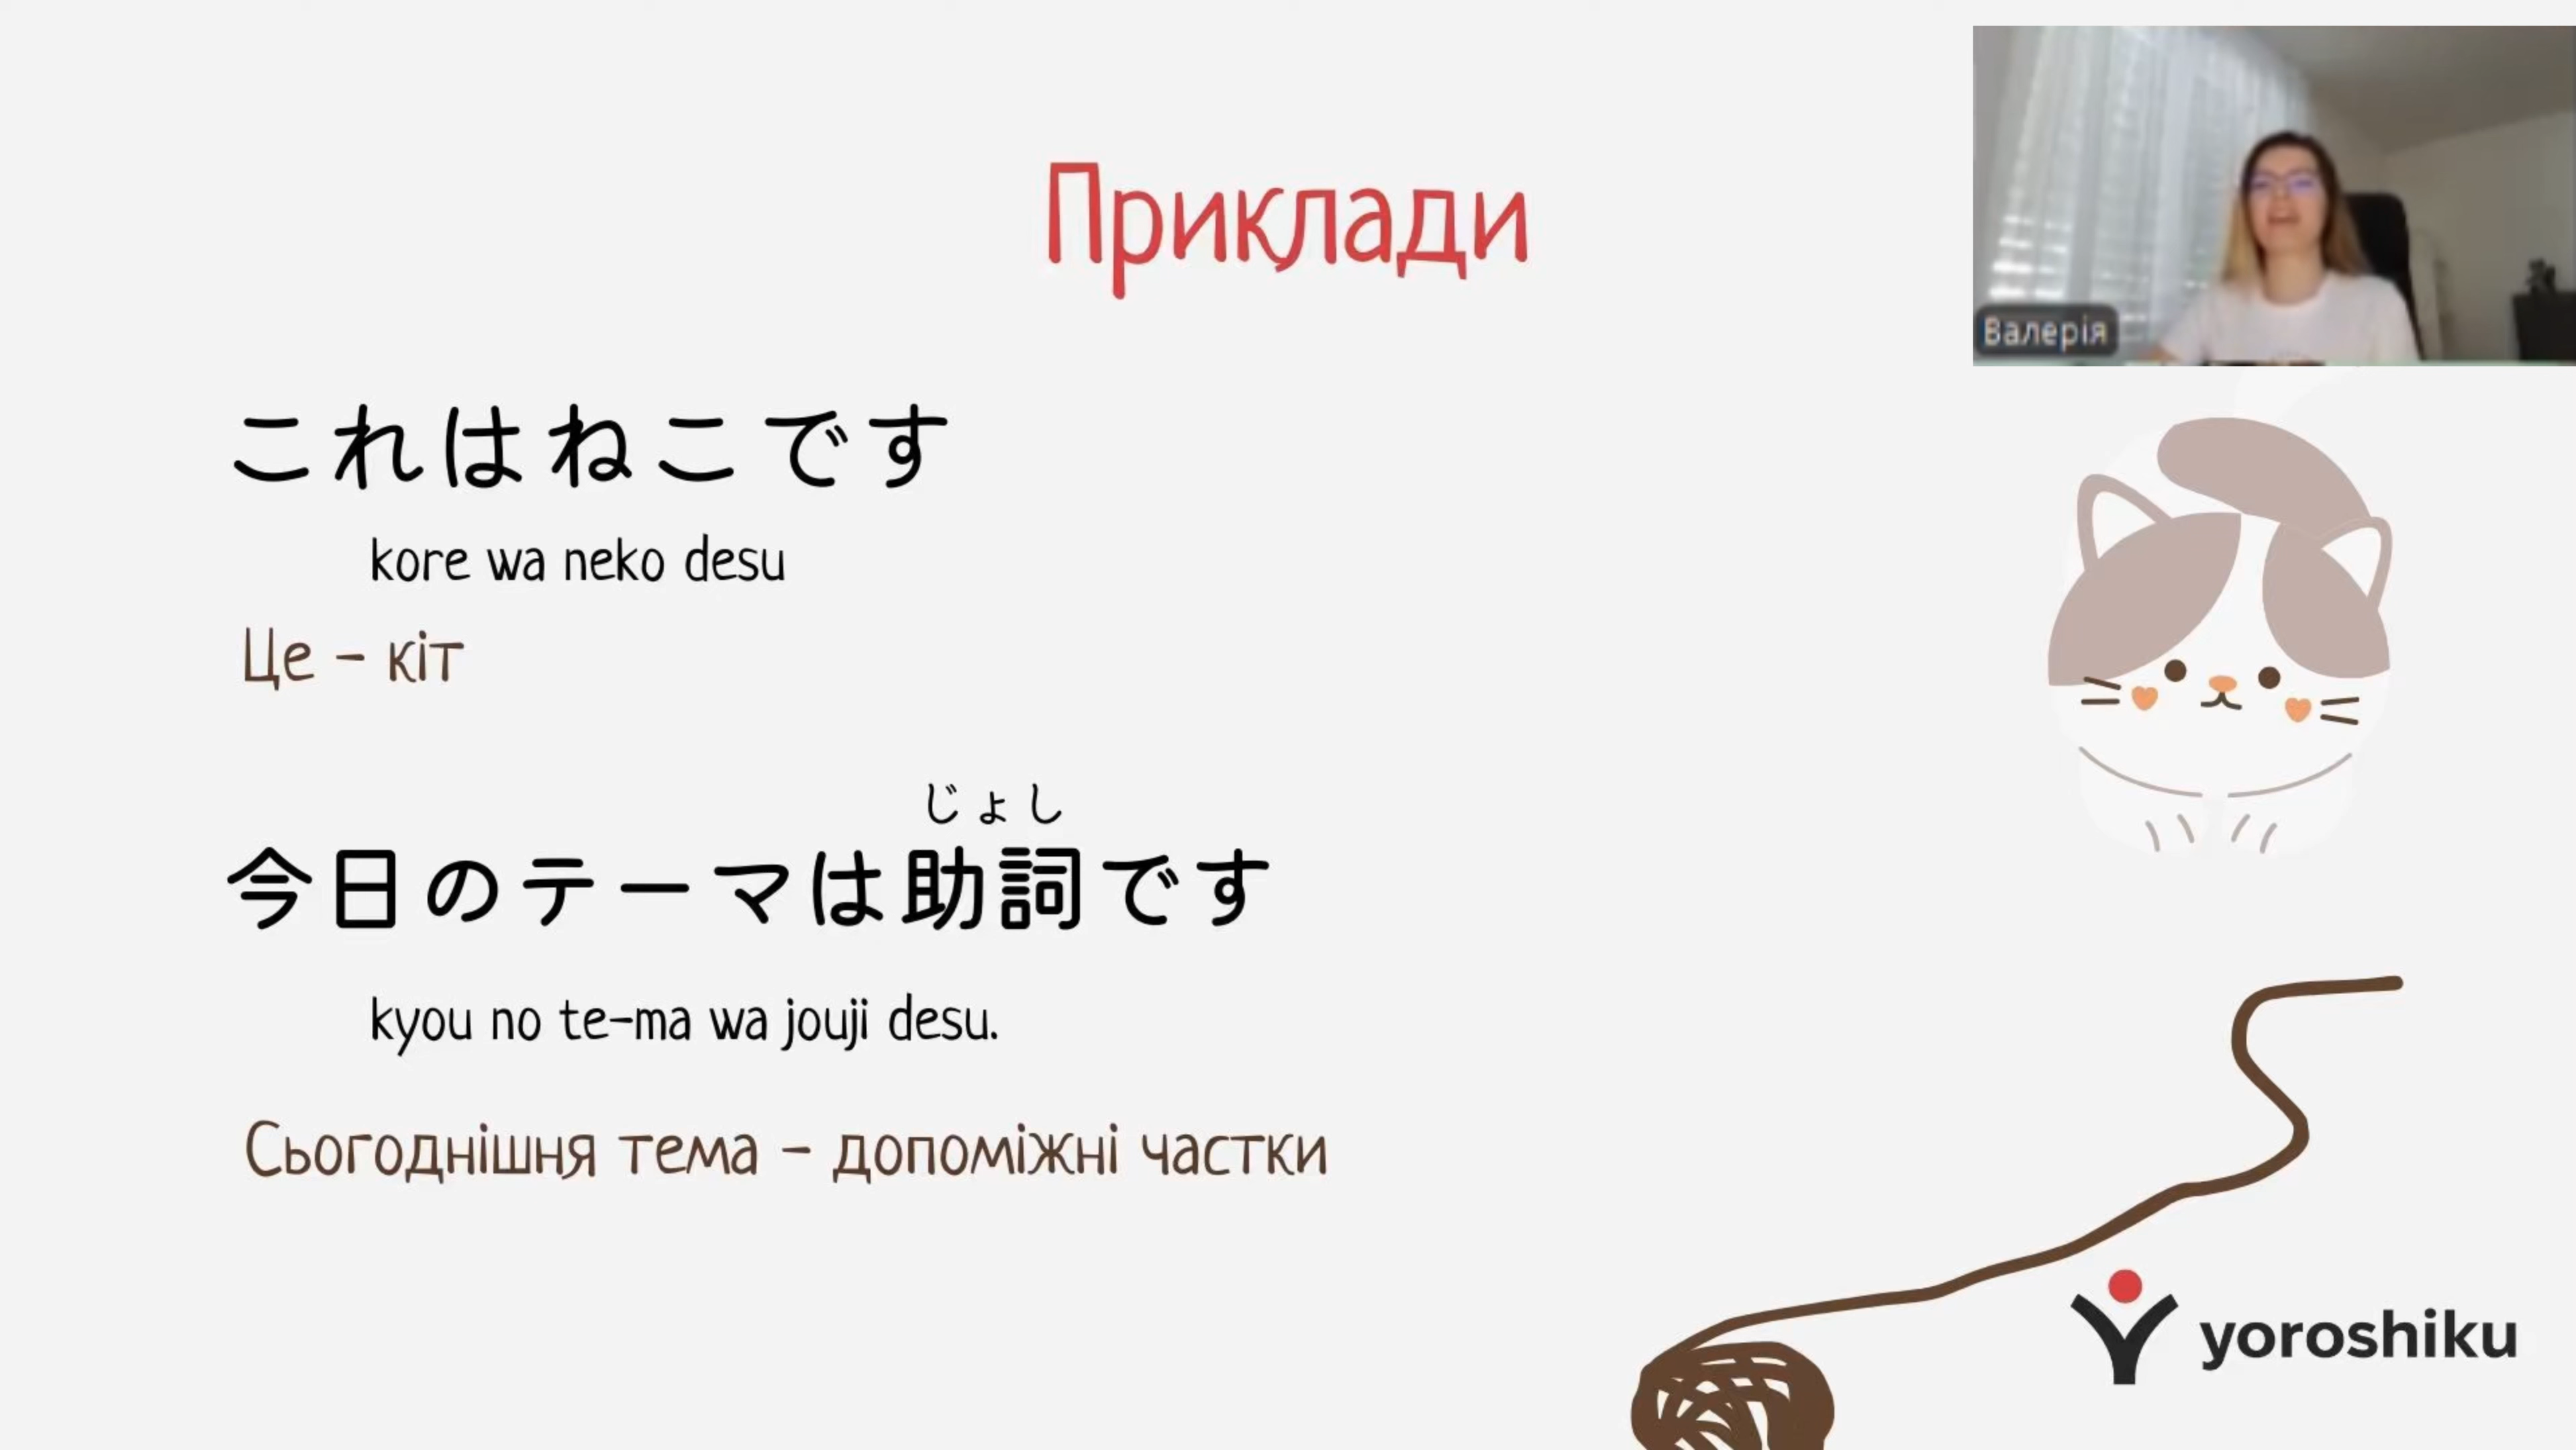 Приклади
Валерія
これはねこです
kore wa neko desu
Це - кіт
じょし
今日のテーマは助詞です
kyou no te-ma wa jouji desu.
Сьогоднішня тема - допоміжні частки
yoroshiku